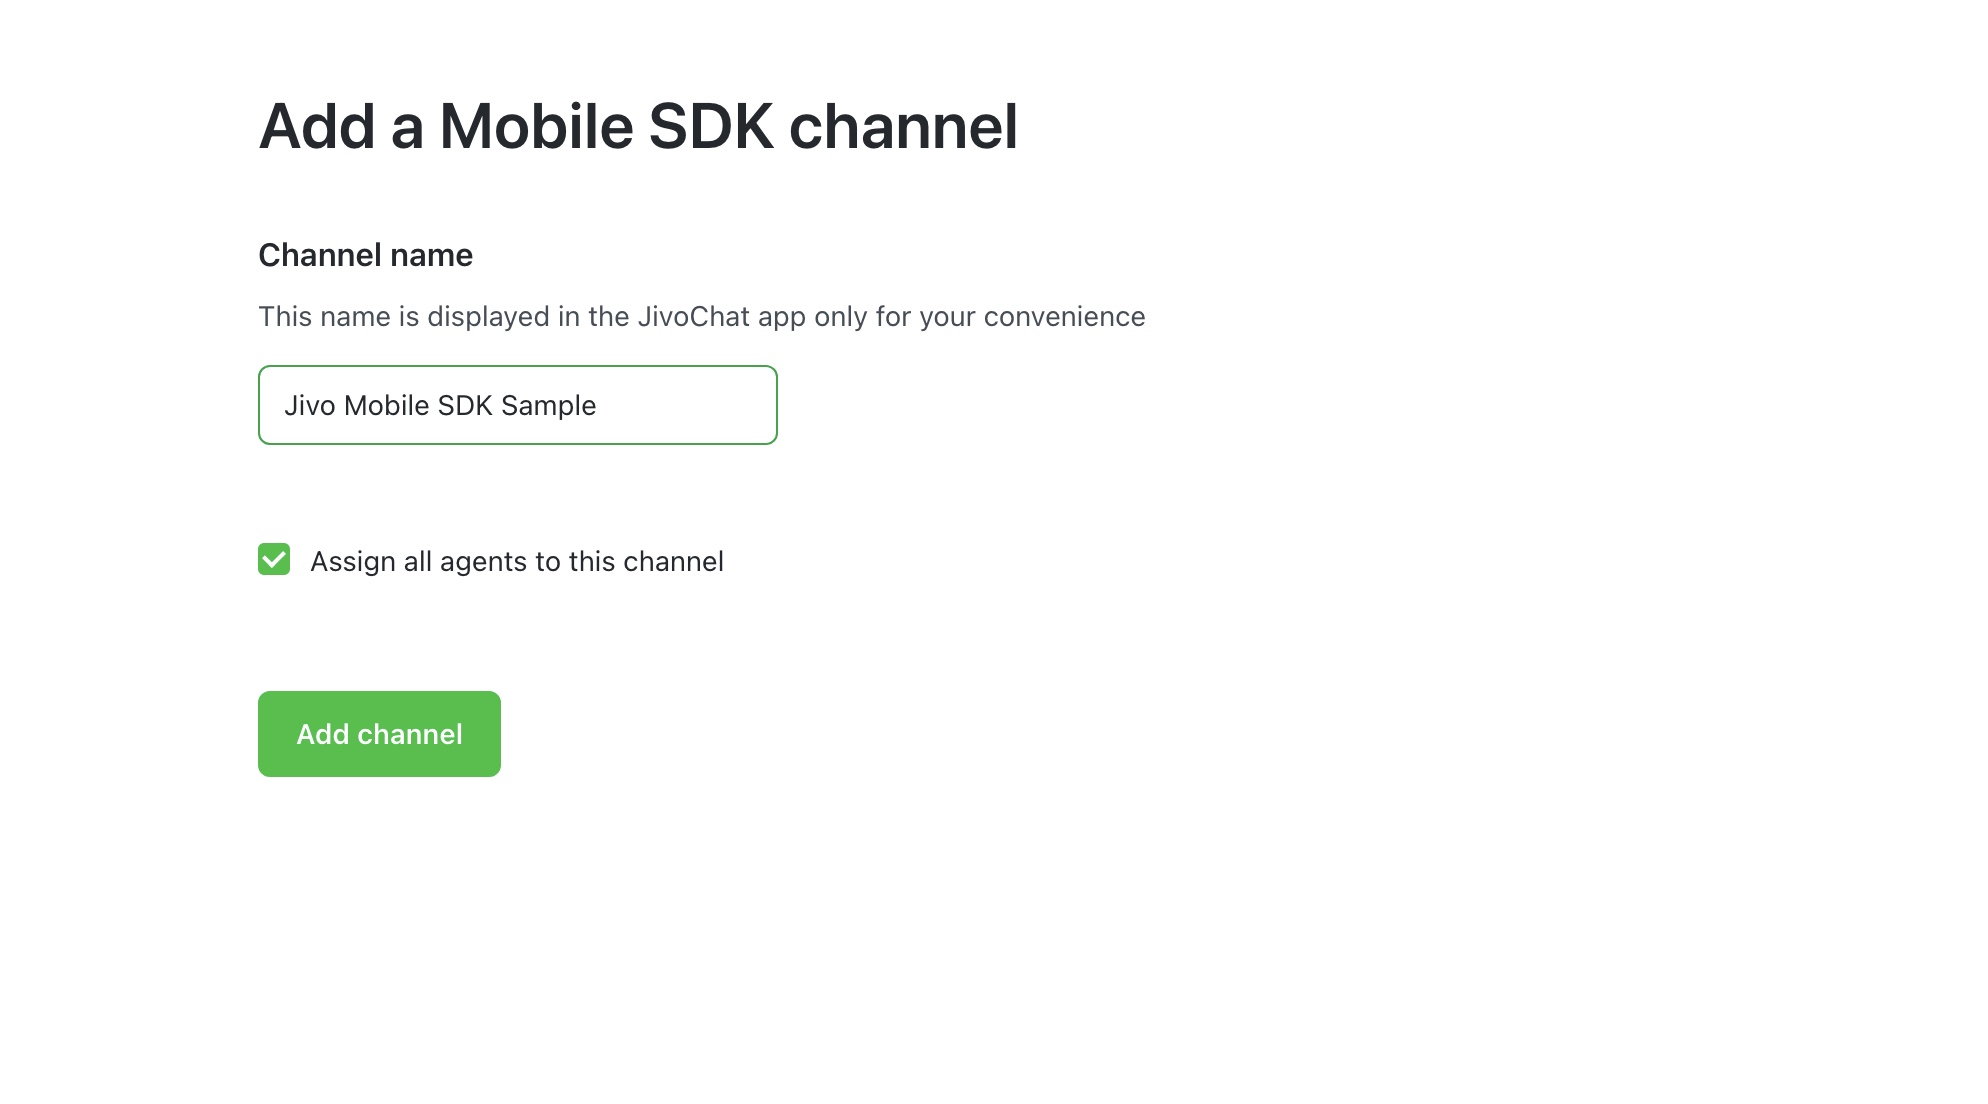 Add a Mobile SDK channel
Channel name
This name is displayed in the JivoChat app only for your convenience
Jivo Mobile SDK Sample
Assign all agents to this channel
Add channel